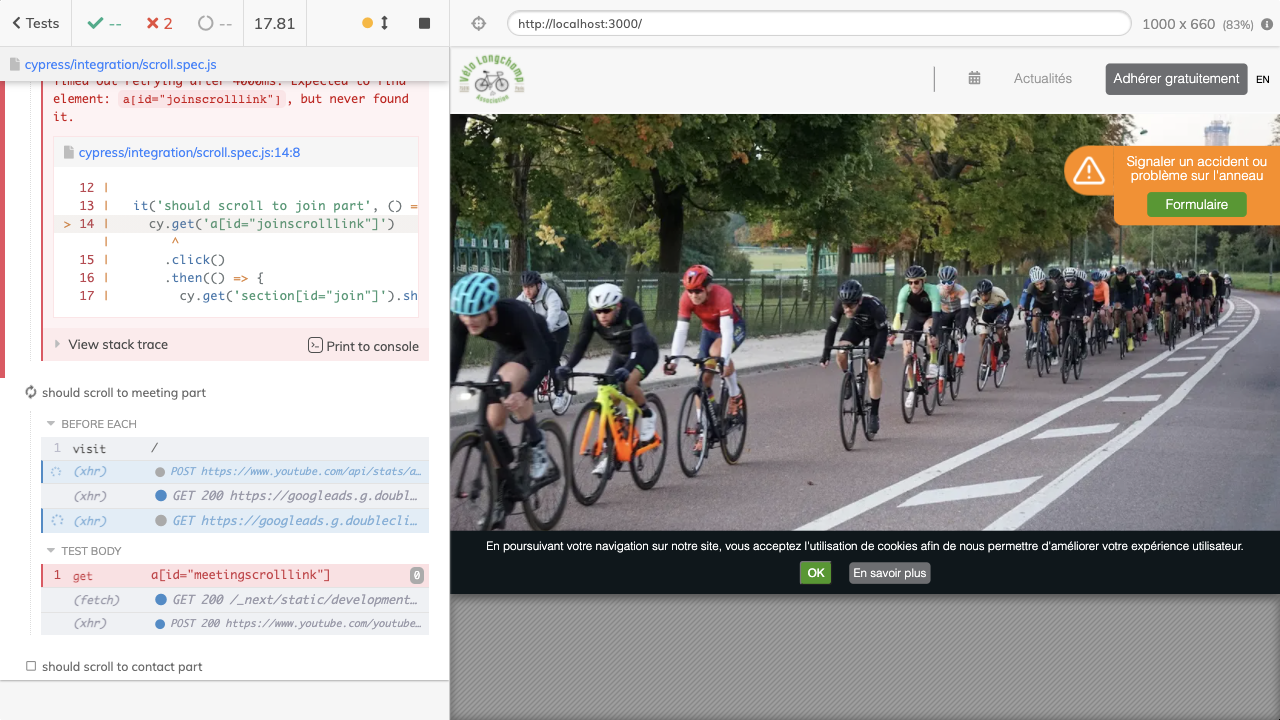 Tests
--
2
--
17.81
http://localhost:3000/
1000 x 660 (83%)
cypress/integration/scroll.spec.js
Timed out retrying after 4000ms: Expected to find
element: a[id="joinscrolllink"], but never found
it.
cypress/integration/scroll.spec.js:14:8
12 |
13 | it('should scroll to join part', () =
> 14 | cy.get('a[id="joinscrolllink"]')
| ^
15 | .click()
16 | .then(() => {
17 | cy.get('section[id="join"]').sh
View stack trace
Print to console
should scroll to meeting part
BEFORE EACH
1 visit /
(xhr) POST https://www.youtube.com/api/stats/a…
(xhr) GET 200 https://googleads.g.doubl…
(xhr) GET https://googleads.g.doublecli…
TEST BODY
1 get a[id="meetingscrolllink"] 0
(fetch) GET 200 /_next/static/development…
(xhr) POST 200 https://www.youtube.com/youtube…
should scroll to contact part
Vélo Longchamp
Association
Actualités
Adhérer gratuitement
EN
Signaler un accident ou
problème sur l'anneau
Formulaire
En poursuivant votre navigation sur notre site, vous acceptez l'utilisation de cookies afin de nous permettre d'améliorer votre expérience utilisateur.
OK
En savoir plus